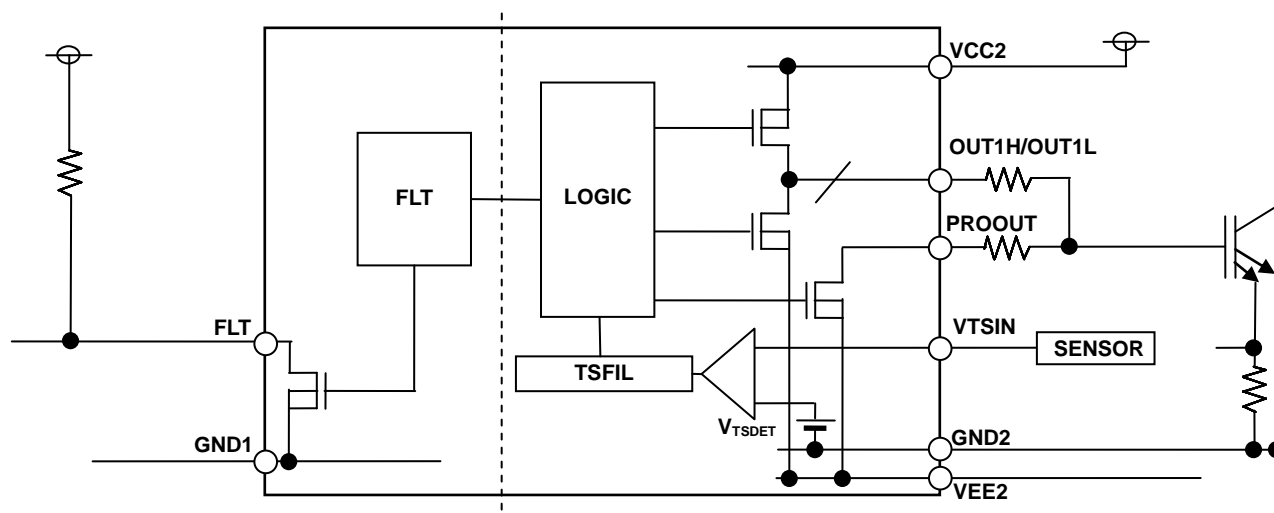 VCC2
OUT1H/OUT1L
FLT
LOGIC
PROOUT
FLT
VTSIN
SENSOR
TSFIL
VTSDET
GND1
GND2
VEE2